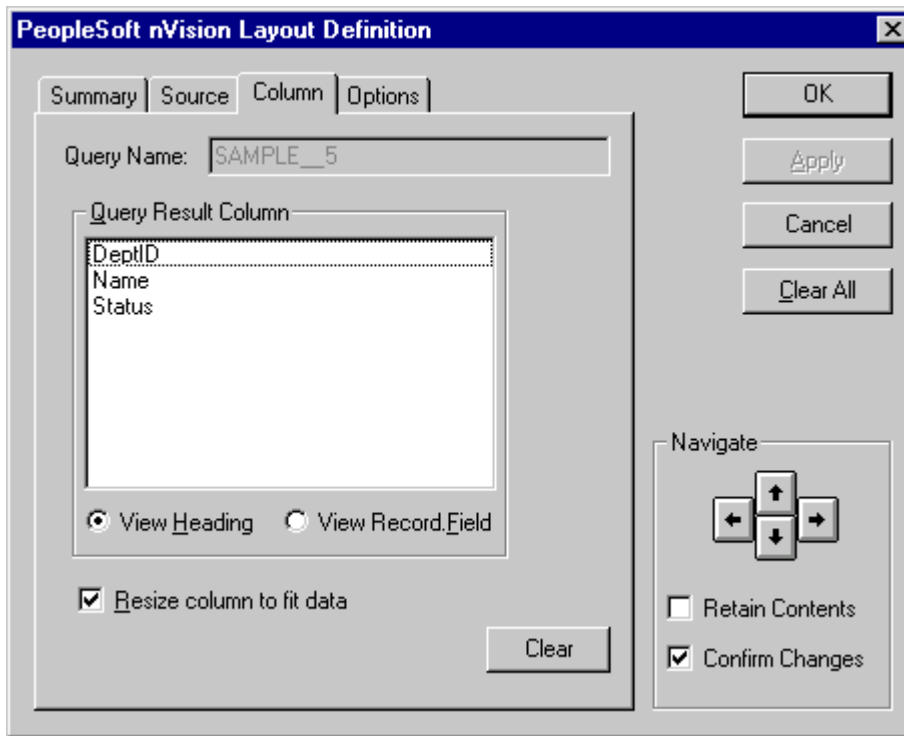 PeopleSoft nVision Layout Definition
Summary Source Column Options
Query Name: SAMPLE__5
Query Result Column
DeptID
Name
Status
View Heading View Record.Field
Resize column to fit data
Clear
OK
Apply
Cancel
Clear All
Navigate
Retain Contents
Confirm Changes